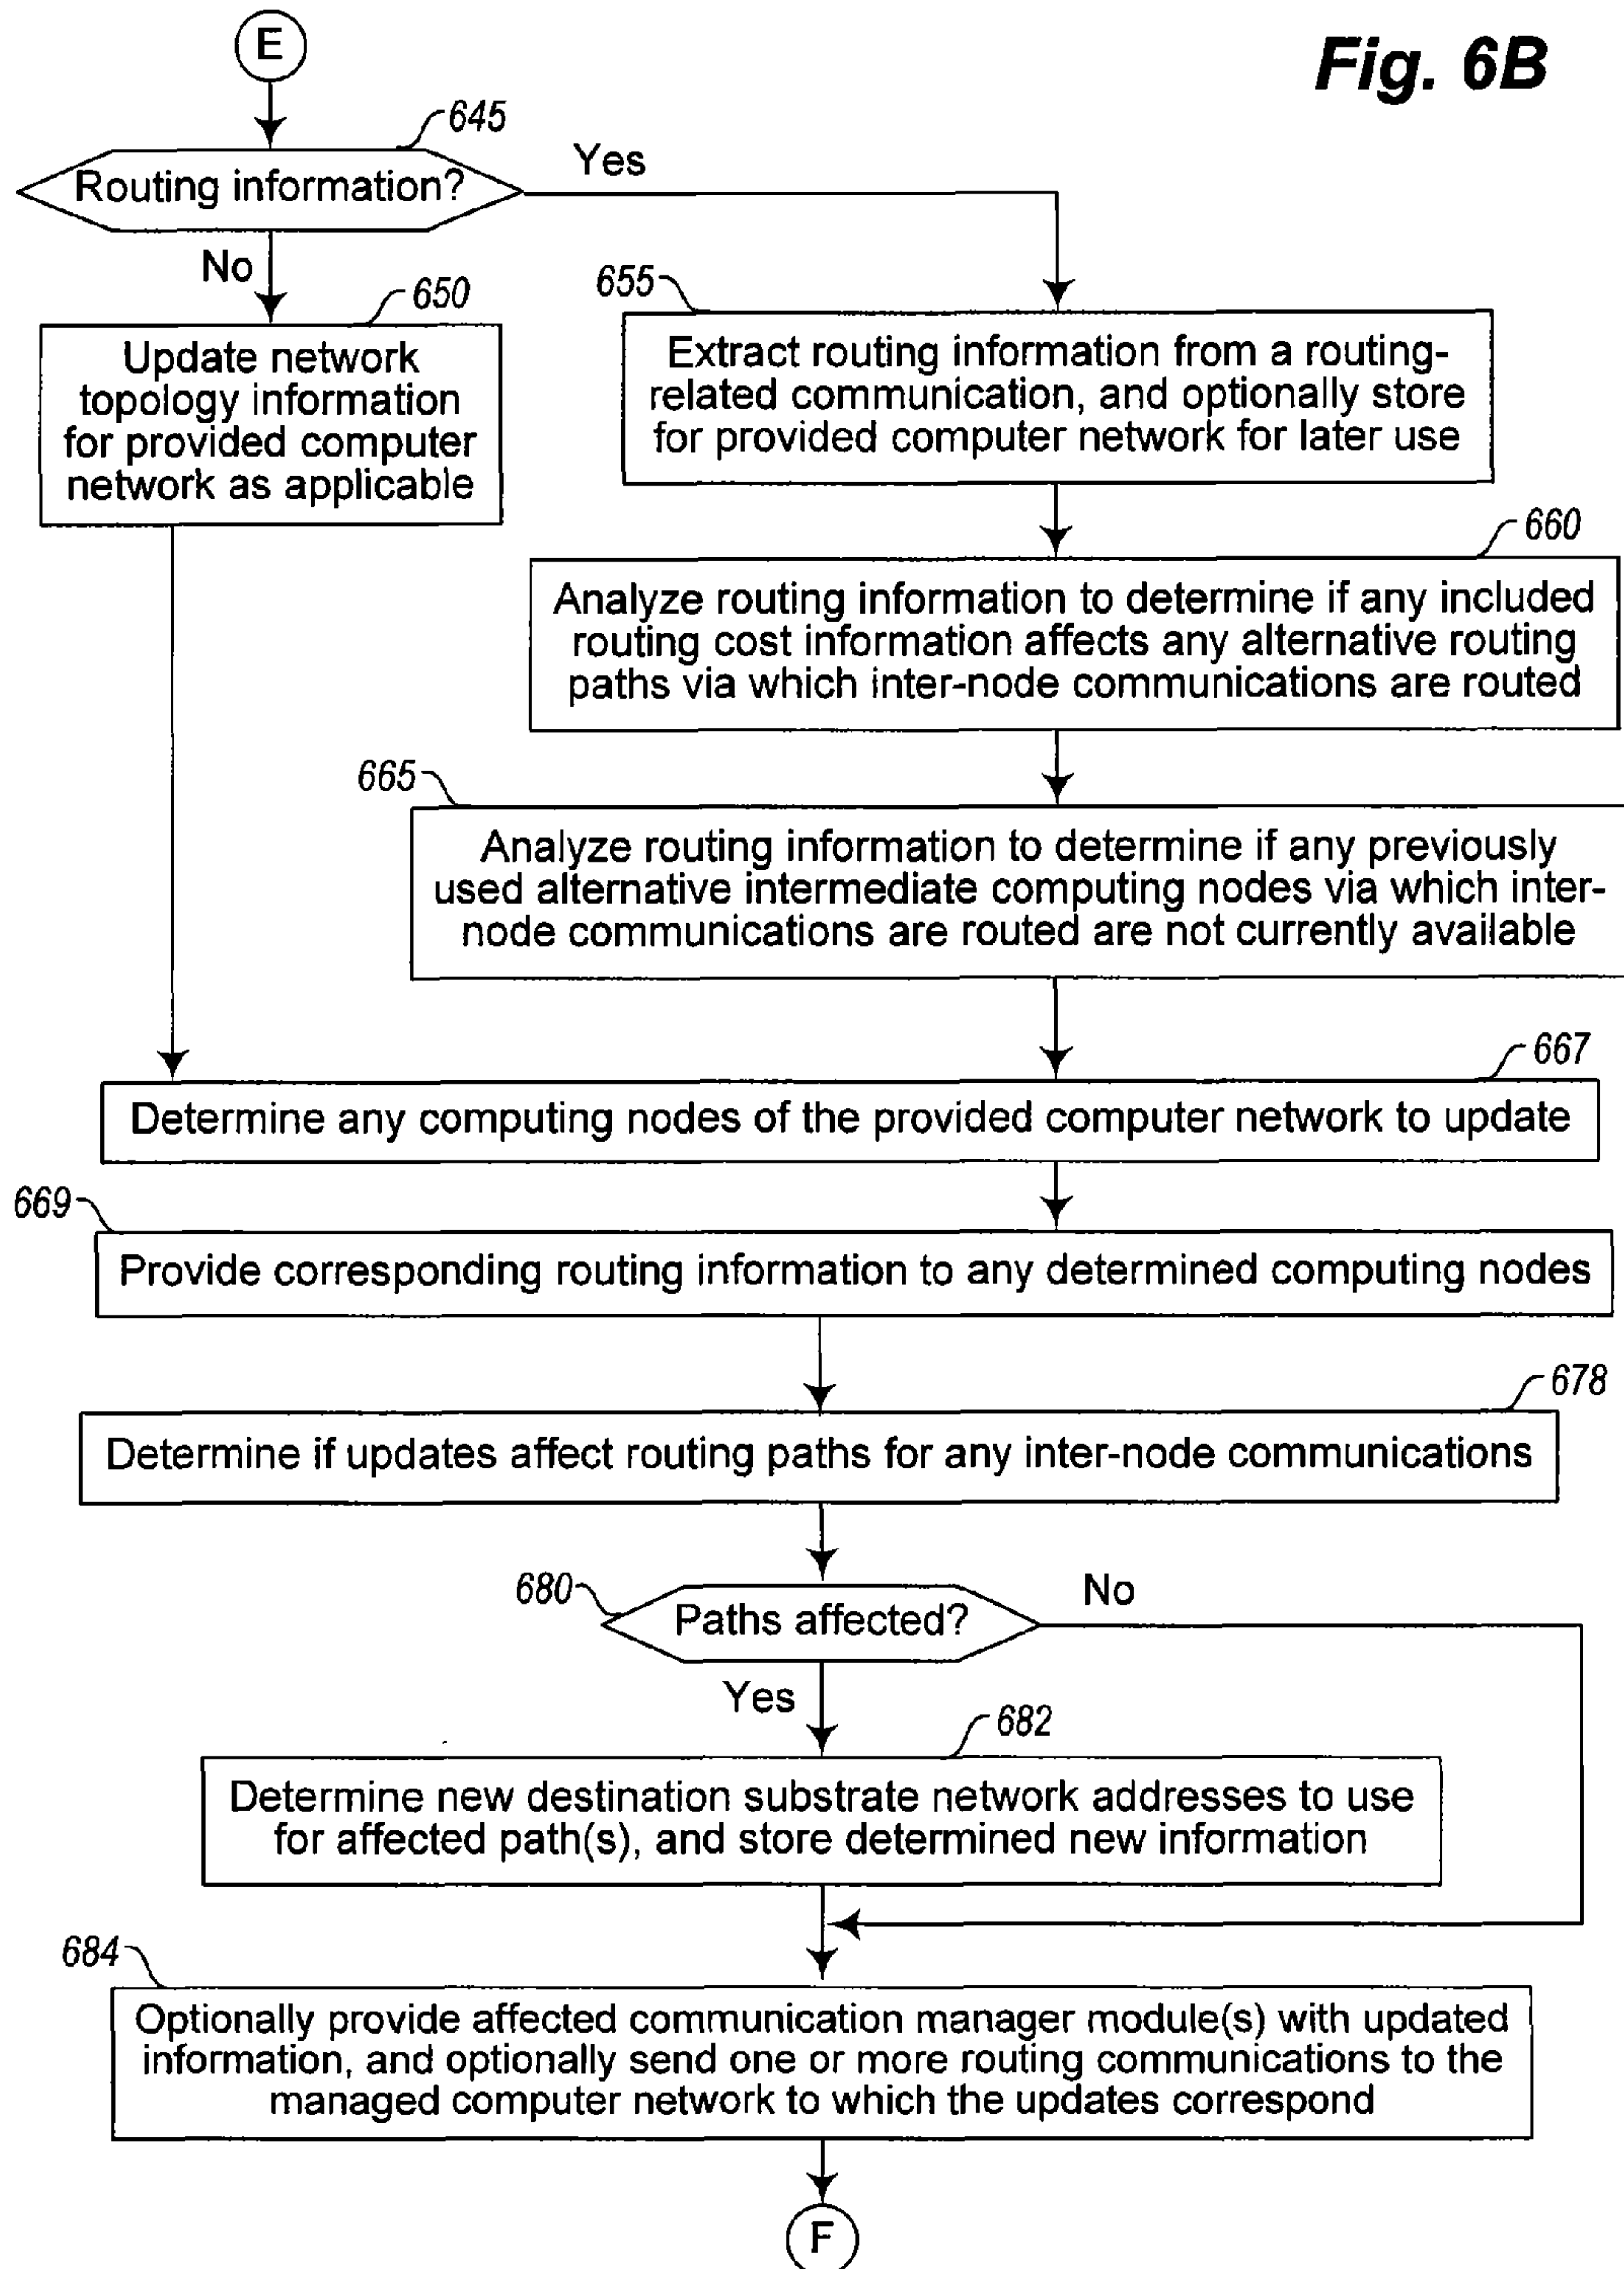 Fig. 6B
E
645
Routing information?
Yes
No
650
Update network
topology information
for provided computer
network as applicable
655
Extract routing information from a routing-
related communication, and optionally store
for provided computer network for later use
660
Analyze routing information to determine if any included
routing cost information affects any alternative routing
paths via which inter-node communications are routed
665
Analyze routing information to determine if any previously
used alternative intermediate computing nodes via which inter-
node communications are routed are not currently available
667
Determine any computing nodes of the provided computer network to update
669
Provide corresponding routing information to any determined computing nodes
678
Determine if updates affect routing paths for any inter-node communications
680
Paths affected?
No
Yes
682
Determine new destination substrate network addresses to use
for affected path(s), and store determined new information
684
Optionally provide affected communication manager module(s) with updated
information, and optionally send one or more routing communications to the
managed computer network to which the updates correspond
F